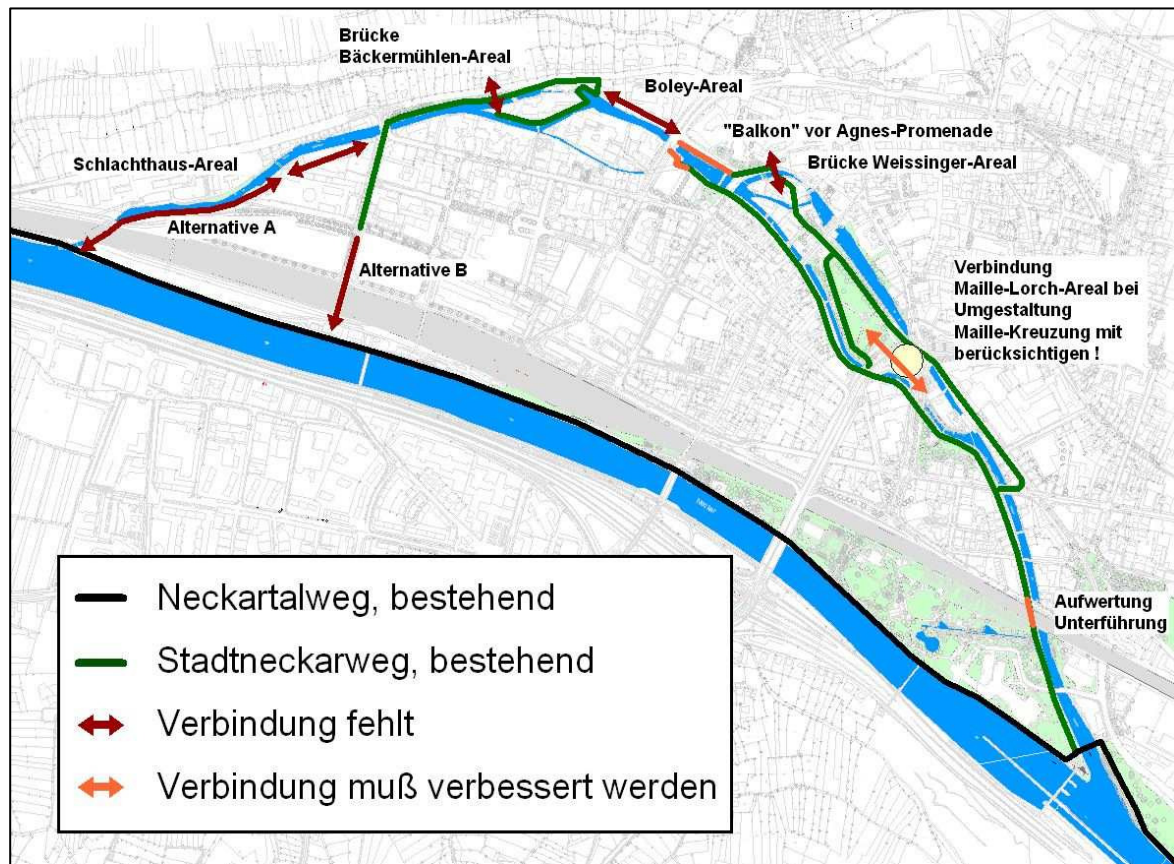 Brücke
Bäckermühlen-Areal
Boley-Areal
"Balkon" vor Agnes-Promenade
Brücke Weissinger-Areal
Schlachthaus-Areal
Alternative A
Alternative B
Verbindung
Maille-Lorch-Areal bei
Umgestaltung
Maille-Kreuzung mit
berücksichtigen !
Aufwertung
Unterführung
Neckartalweg, bestehend
Stadtneckarweg, bestehend
Verbindung fehlt
Verbindung muß verbessert werden